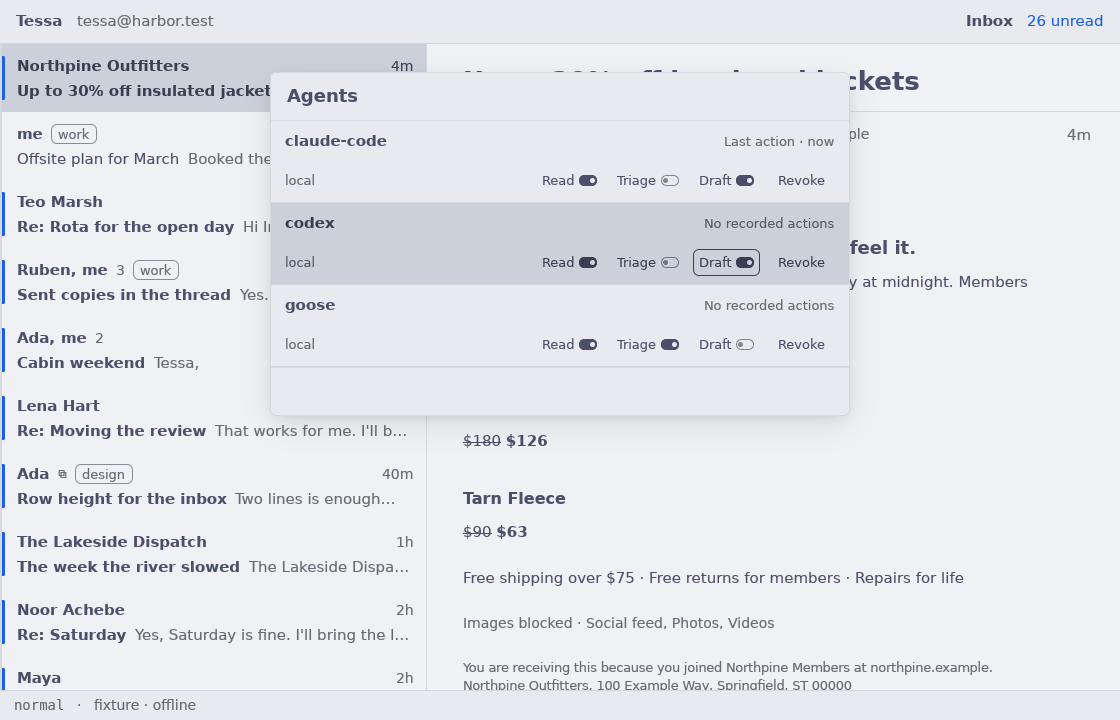 Tessa tessa@harbor.test
Inbox 26 unread
Northpine Outfitters 4m
Up to 30% off insulated jacket
me work
Offsite plan for March Booked the
Teo Marsh
Re: Rota for the open day Hi
Ruben, me 3 work
Sent copies in the thread Yes.
Ada, me 2
Cabin weekend Tessa,
Lena Hart
Re: Moving the review That works for me. I'll b…
Ada design 40m
Row height for the inbox Two lines is enough…
The Lakeside Dispatch 1h
The week the river slowed The Lakeside Dispa…
Noor Achebe 2h
Re: Saturday Yes, Saturday is fine. I'll bring the l…
Maya 2h
Agents
claude-code Last action · now
local Read Triage Draft Revoke
codex No recorded actions
local Read Triage Draft Revoke
goose No recorded actions
local Read Triage Draft Revoke
ckets
ple 4m
feel it.
y at midnight. Members
$180 $126
Tarn Fleece
$90 $63
Free shipping over $75 · Free returns for members · Repairs for life
Images blocked · Social feed, Photos, Videos
You are receiving this because you joined Northpine Members at northpine.example.
Northpine Outfitters, 100 Example Way, Springfield, ST 00000
normal · fixture · offline